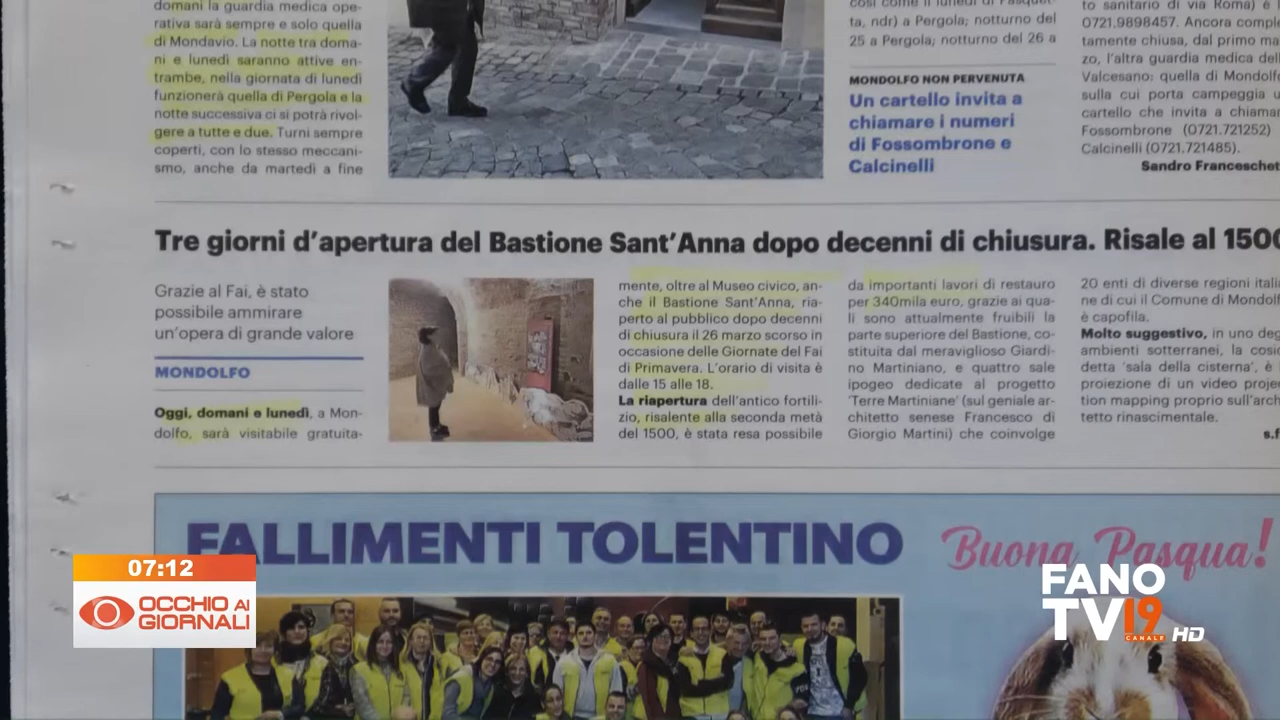 domani la guardia medica ope-
rativa sarà sempre e solo quella
di Mondavio. La notte tra doma-
ni e lunedì saranno attive en-
trambe, nella giornata di lunedì
funzionerà quella di Pergola e la
notte successiva ci si potrà rivol-
gere a tutte e due. Turni sempre
coperti, con lo stesso meccani-
smo, anche da martedì a fine
così come il lunedì di Pasquet-
ta, ndr) a Pergola; notturno del
25 a Pergola; notturno del 26 a
MONDOLFO NON PERVENUTA
Un cartello invita a
chiamare i numeri
di Fossombrone e
Calcinelli
to sanitario di via Roma) è
0721.9898457. Ancora
tamente chiusa, dal primo
zo, l'altra guardia medica
Valcesano: quella di
sulla cui porta campeggia
cartello che invita a
Fossombrone (0721.721252)
Calcinelli (0721.721485).
Sandro
Tre giorni d'apertura del Bastione Sant'Anna dopo decenni di chiusura. Risale al 1500
Grazie al Fai, è stato
possibile ammirare
un'opera di grande valore
MONDOLFO
Oggi, domani e lunedì, a Mon-
dolfo, sarà visitabile gratuita-
mente, oltre al Museo civico, an-
che il Bastione Sant'Anna, ria-
perto al pubblico dopo decenni
di chiusura il 26 marzo scorso in
occasione delle Giornate del Fai
di Primavera. L'orario di visita è
dalle 15 alle 18.
La riapertura dell'antico fortili-
zio, risalente alla seconda metà
del 1500, è stata resa possibile
da importanti lavori di restauro
per 340mila euro, grazie ai qua-
li sono attualmente fruibili la
parte superiore del Bastione, co-
stituita dal meraviglioso Giardi-
no Martiniano, e quattro sale
ipogeo dedicate al progetto
'Terre Martiniane' (sul geniale ar-
chitetto senese Francesco di
Giorgio Martini) che coinvolge
20 enti di diverse regioni
ne di cui il Comune di
è capofila.
Molto suggestivo, in uno
ambienti sotterranei, la
detta 'sala della cisterna', è
proiezione di un video
tion mapping proprio
tetto rinascimentale.
FALLIMENTI TOLENTINO
Buona Pasqua!
07:12
OCCHIO AI
GIORNALI
FANO
TV 19
CANALE HD